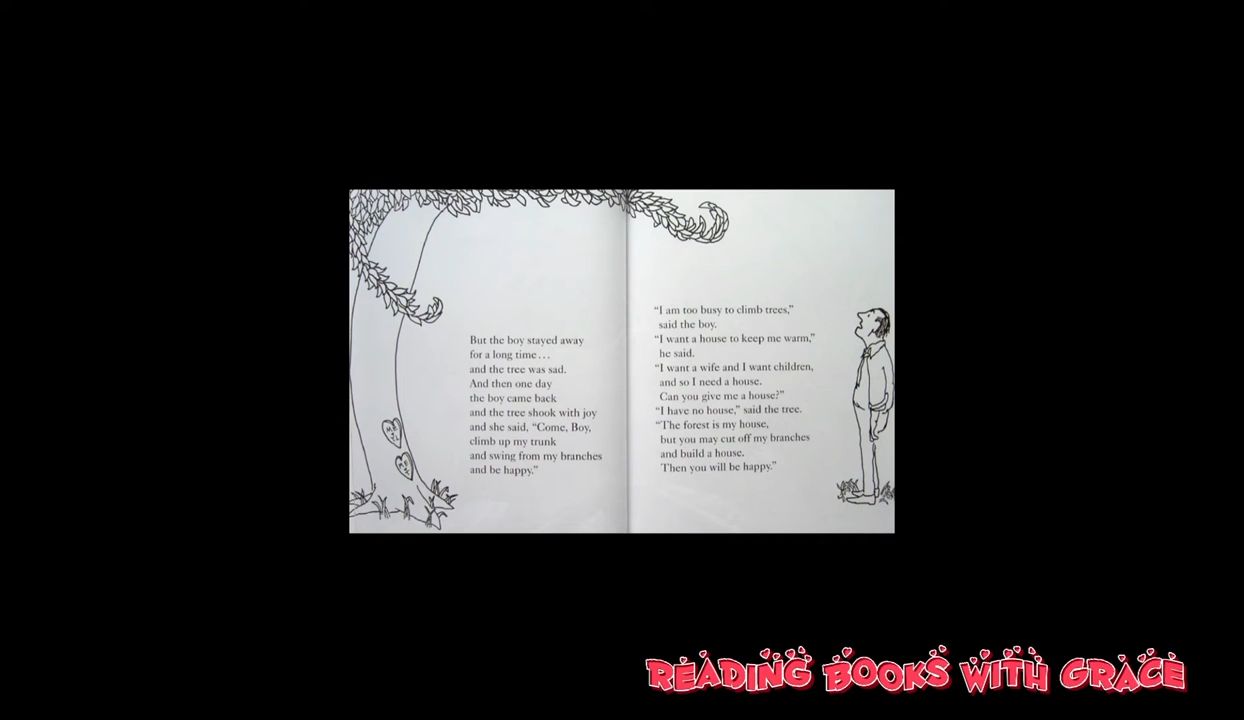 But the boy stayed away
for a long time...
and the tree was sad.
And then one day
the boy came back
and the tree shook with joy
and she said, “Come, Boy,
climb up my trunk
and swing from my branches
and be happy.”
“I am too busy to climb trees,”
said the boy.
“I want a house to keep me warm,”
he said.
“I want a wife and I want children,
and so I need a house.
Can you give me a house?”
“I have no house,” said the tree.
“The forest is my house,
but you may cut off my branches
and build a house.
Then you will be happy.”
READING BOOKS WITH GRACE